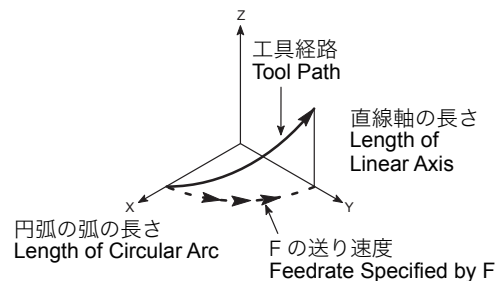 Z
工具経路
Tool Path
直線軸の長さ
Length of
Linear Axis
X
Y
円弧の弧の長さ
Length of Circular Arc
F の送り速度
Feedrate Specified by F